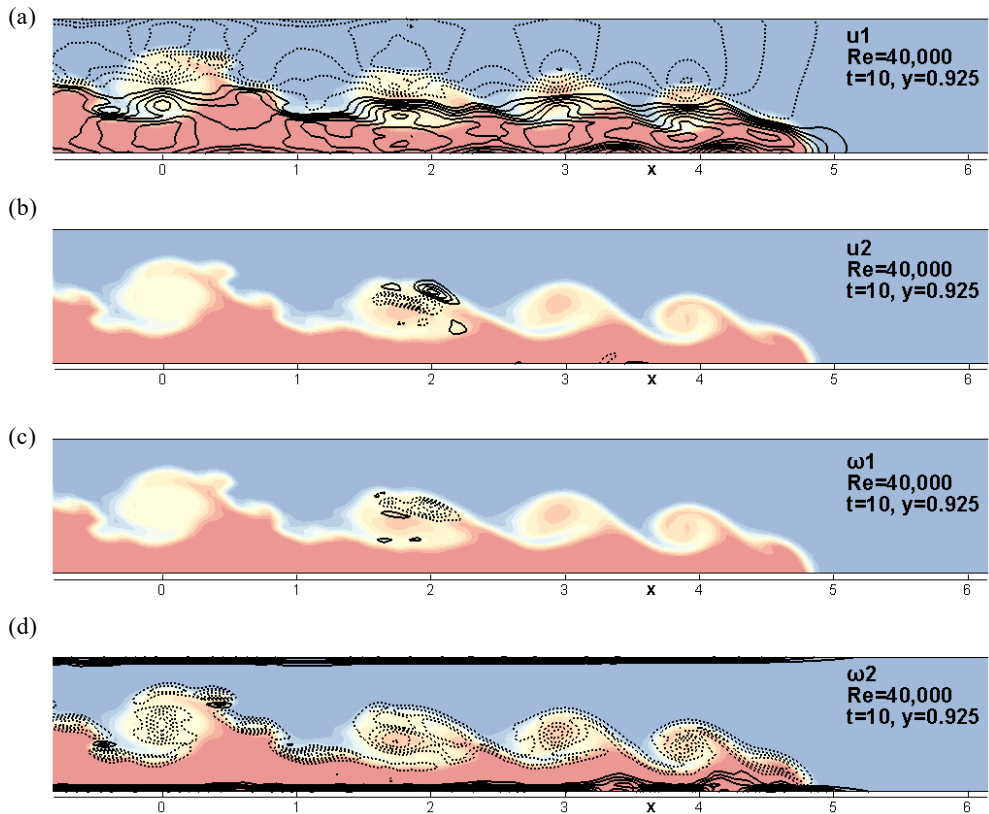 (a)
u1
Re=40,000
t=10, y=0.925
0 1 2 3 x 4 5 6
(b)
u2
Re=40,000
t=10, y=0.925
0 1 2 3 x 4 5 6
(c)
ω1
Re=40,000
t=10, y=0.925
0 1 2 3 x 4 5 6
(d)
ω2
Re=40,000
t=10, y=0.925
0 1 2 3 x 4 5 6